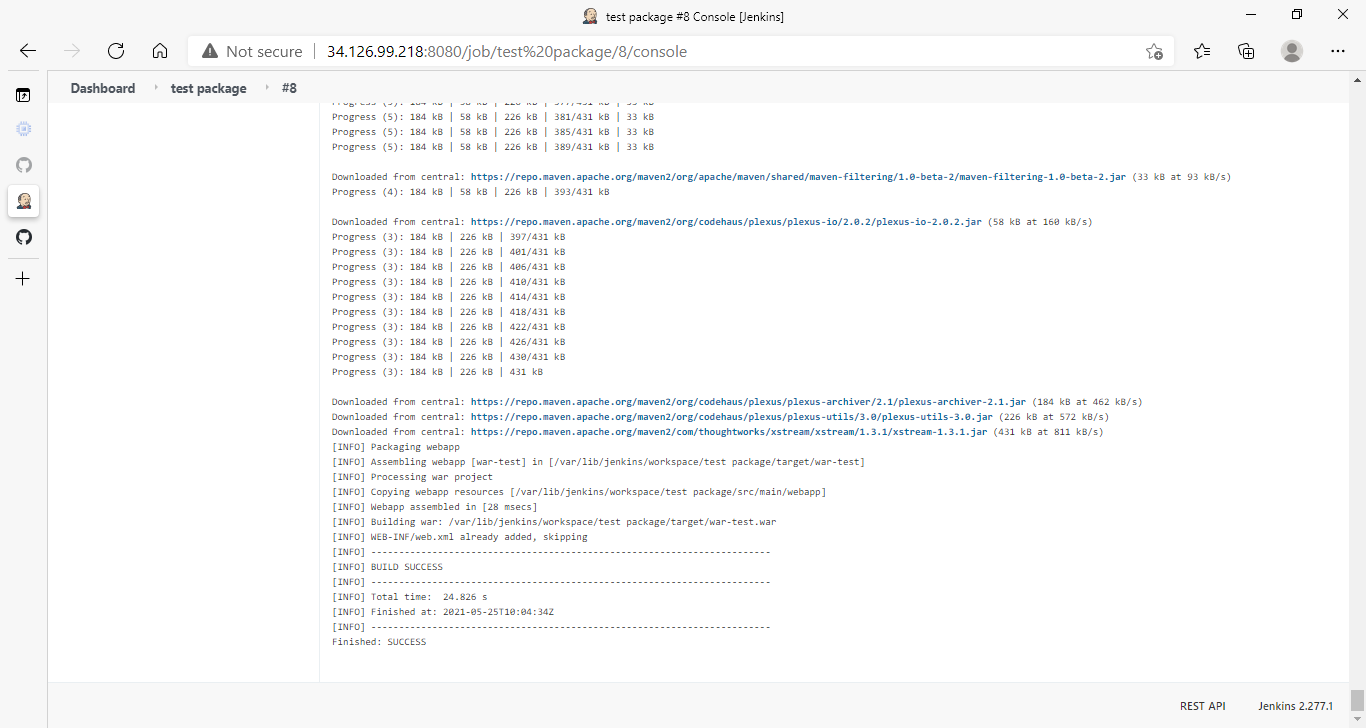 test package #8 Console [Jenkins]
Not secure 34.126.99.218:8080/job/test%20package/8/console
Dashboard test package #8
Progress (5): 184 kB | 58 kB | 226 kB | 377/431 kB | 33 kB
Progress (5): 184 kB | 58 kB | 226 kB | 381/431 kB | 33 kB
Progress (5): 184 kB | 58 kB | 226 kB | 385/431 kB | 33 kB
Progress (5): 184 kB | 58 kB | 226 kB | 389/431 kB | 33 kB
Downloaded from central: https://repo.maven.apache.org/maven2/org/apache/maven/shared/maven-filtering/1.0-beta-2/maven-filtering-1.0-beta-2.jar (33 kB at 93 kB/s)
Progress (4): 184 kB | 58 kB | 226 kB | 393/431 kB
Downloaded from central: https://repo.maven.apache.org/maven2/org/codehaus/plexus/plexus-io/2.0.2/plexus-io-2.0.2.jar (58 kB at 160 kB/s)
Progress (3): 184 kB | 226 kB | 397/431 kB
Progress (3): 184 kB | 226 kB | 401/431 kB
Progress (3): 184 kB | 226 kB | 406/431 kB
Progress (3): 184 kB | 226 kB | 410/431 kB
Progress (3): 184 kB | 226 kB | 414/431 kB
Progress (3): 184 kB | 226 kB | 418/431 kB
Progress (3): 184 kB | 226 kB | 422/431 kB
Progress (3): 184 kB | 226 kB | 426/431 kB
Progress (3): 184 kB | 226 kB | 430/431 kB
Progress (3): 184 kB | 226 kB | 431 kB
Downloaded from central: https://repo.maven.apache.org/maven2/org/codehaus/plexus/plexus-archiver/2.1/plexus-archiver-2.1.jar (184 kB at 462 kB/s)
Downloaded from central: https://repo.maven.apache.org/maven2/org/codehaus/plexus/plexus-utils/3.0/plexus-utils-3.0.jar (226 kB at 572 kB/s)
Downloaded from central: https://repo.maven.apache.org/maven2/com/thoughtworks/xstream/xstream/1.3.1/xstream-1.3.1.jar (431 kB at 811 kB/s)
[INFO] Packaging webapp
[INFO] Assembling webapp [war-test] in [/var/lib/jenkins/workspace/test package/target/war-test]
[INFO] Processing war project
[INFO] Copying webapp resources [/var/lib/jenkins/workspace/test package/src/main/webapp]
[INFO] Webapp assembled in [28 msecs]
[INFO] Building war: /var/lib/jenkins/workspace/test package/target/war-test.war
[INFO] WEB-INF/web.xml already added, skipping
[INFO] ------------------------------------------------------------------------
[INFO] BUILD SUCCESS
[INFO] ------------------------------------------------------------------------
[INFO] Total time:  24.826 s
[INFO] Finished at: 2021-05-25T10:04:34Z
[INFO] ------------------------------------------------------------------------
Finished: SUCCESS
REST API Jenkins 2.277.1